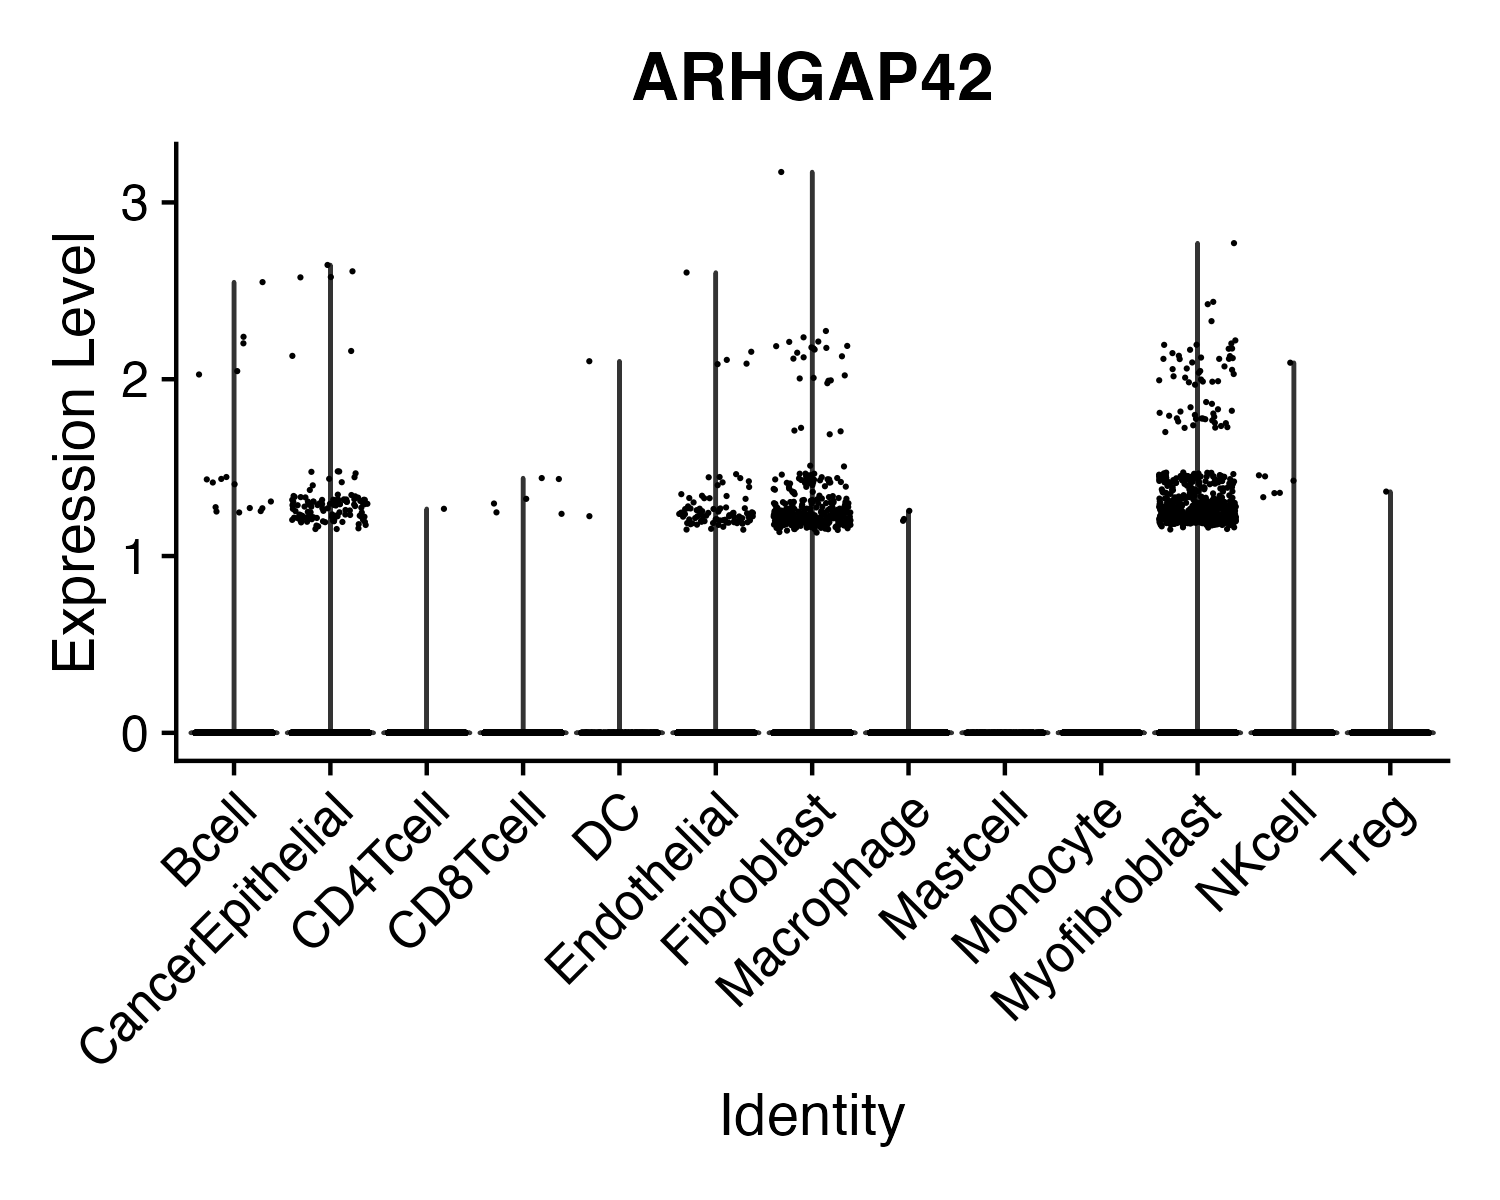 ARHGAP42
Expression Level
3
2
1
0
Bcell
CancerEpithelial
CD4Tcell
CD8Tcell
DC
Endothelial
Fibroblast
Macrophage
Mastcell
Monocyte
Myofibroblast
NKcell
Treg
Identity